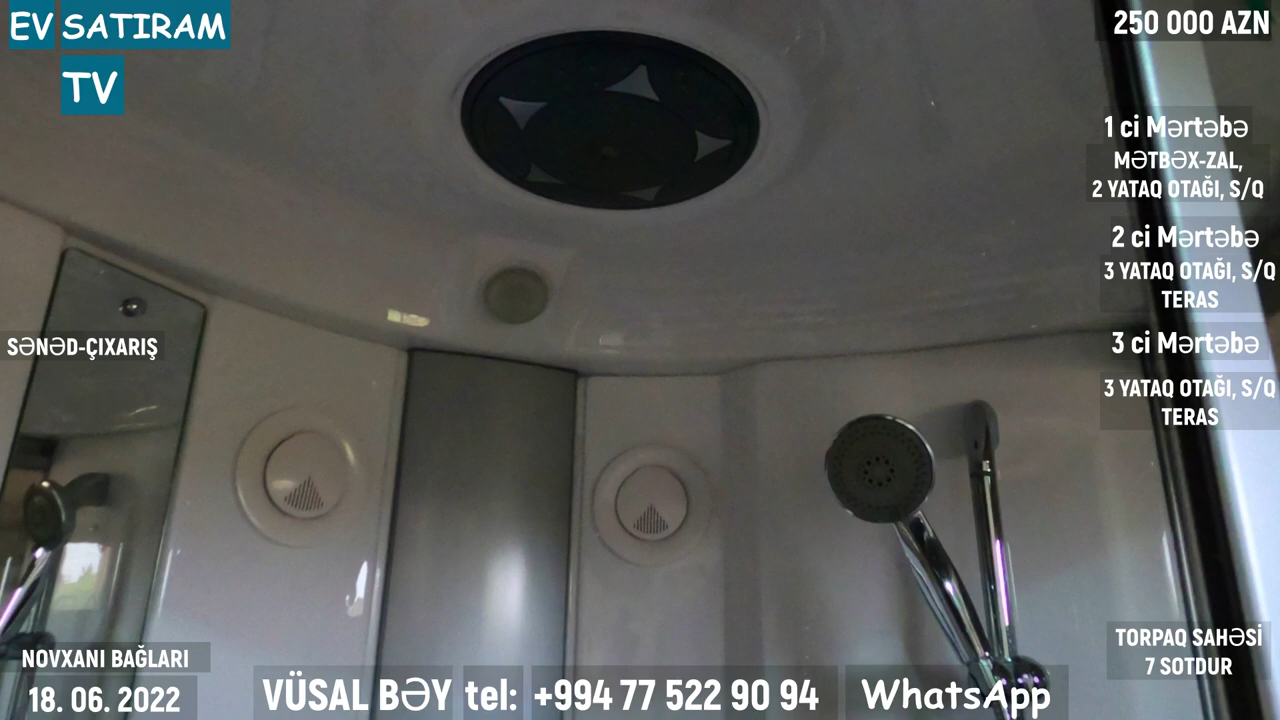 EV SATIRAM
TV
250 000 AZN
1 ci Mərtəbə
MƏTBƏX-ZAL,
2 YATAQ OTAĞI, S/Q
2 ci Mərtəbə
3 YATAQ OTAĞI, S/Q
TERAS
3 ci Mərtəbə
3 YATAQ OTAĞI, S/Q
TERAS
SƏNƏD-ÇIXARIŞ
TORPAQ SAHƏSİ
7 SOTDUR
NOVXANI BAĞLARI
18. 06. 2022
VÜSAL BƏY tel: +994 77 522 90 94 WhatsApp